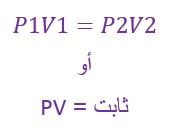 P1V1 = P2V2
أو
PV = ثابت